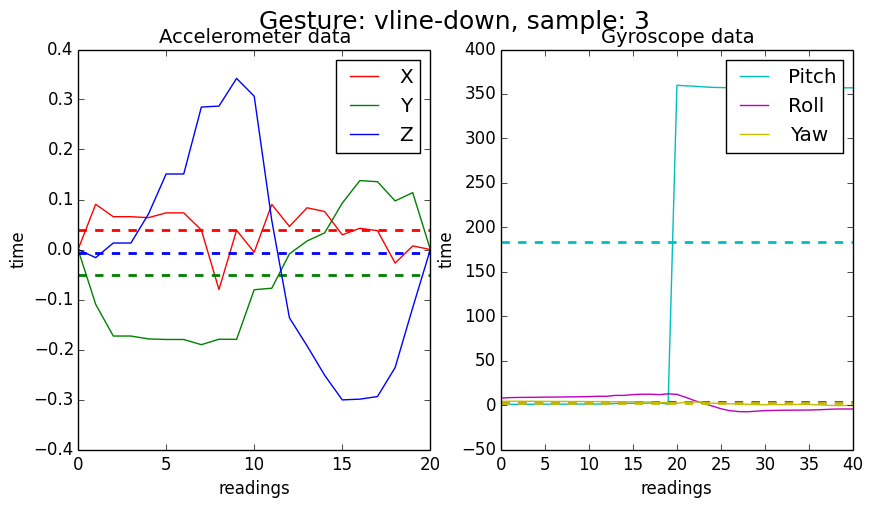 Gesture: vline-down, sample: 3
Accelerometer data
0.4
0.3
0.2
0.1
0.0
−0.1
−0.2
−0.3
−0.4
time
0
5
10
15
20
readings
X
Y
Z
Gyroscope data
400
350
300
250
200
150
100
50
0
−50
time
0
5
10
15
20
25
30
35
40
readings
Pitch
Roll
Yaw